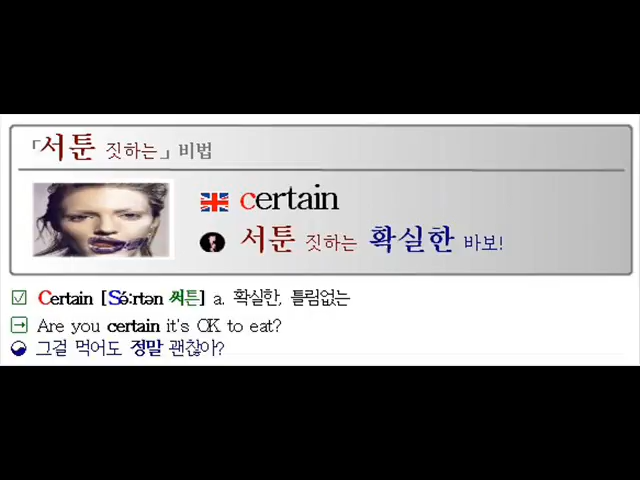 「서툰 짓하는」 비법
certain
서툰 짓하는 확실한 바보!
Certain [Sə́ːrtən 써튼] a. 확실한, 틀림없는
Are you certain it's OK to eat?
그걸 먹어도 정말 괜찮아?